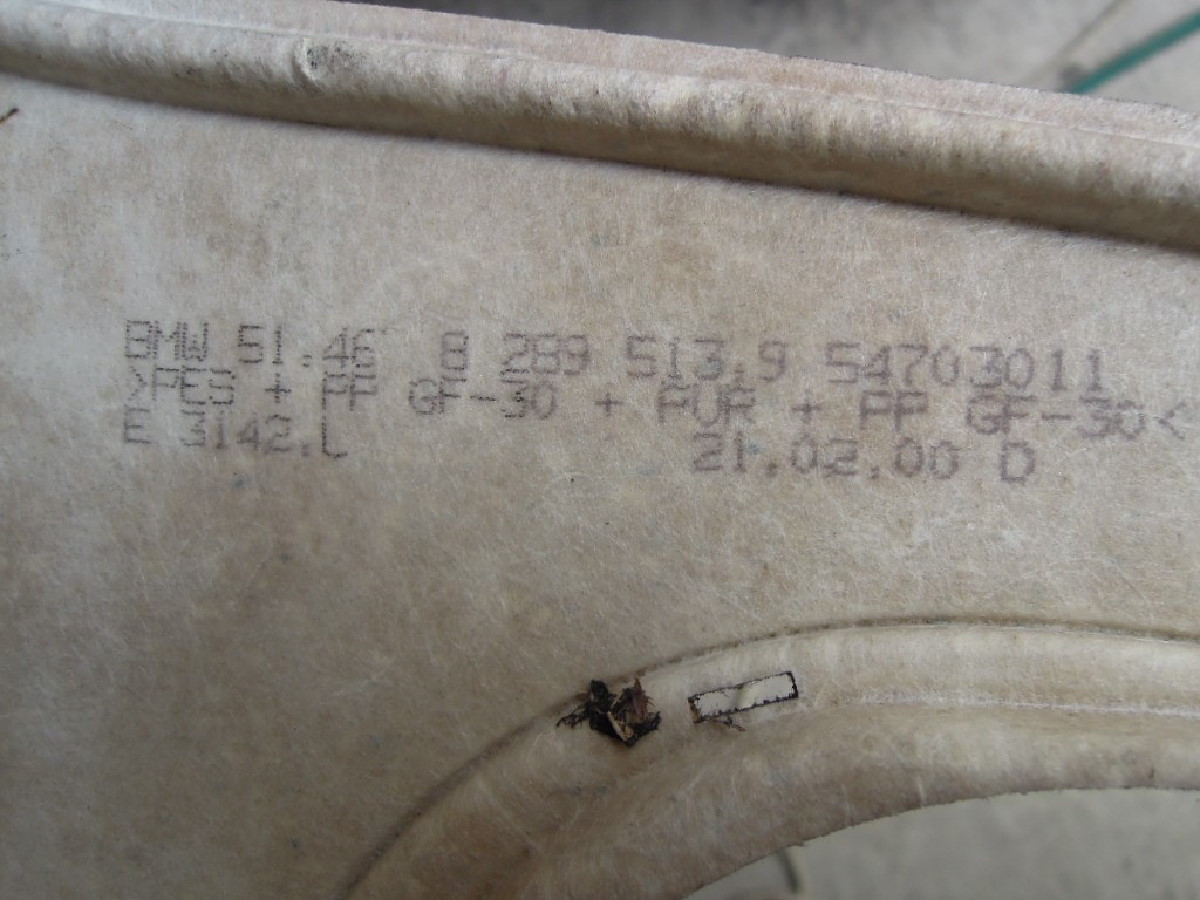 BMW 51.46 8 289 513.9 54703011
>PES + PP GF-30 + PUR + PP GF-30<
E 3142.L 21.02.00 D